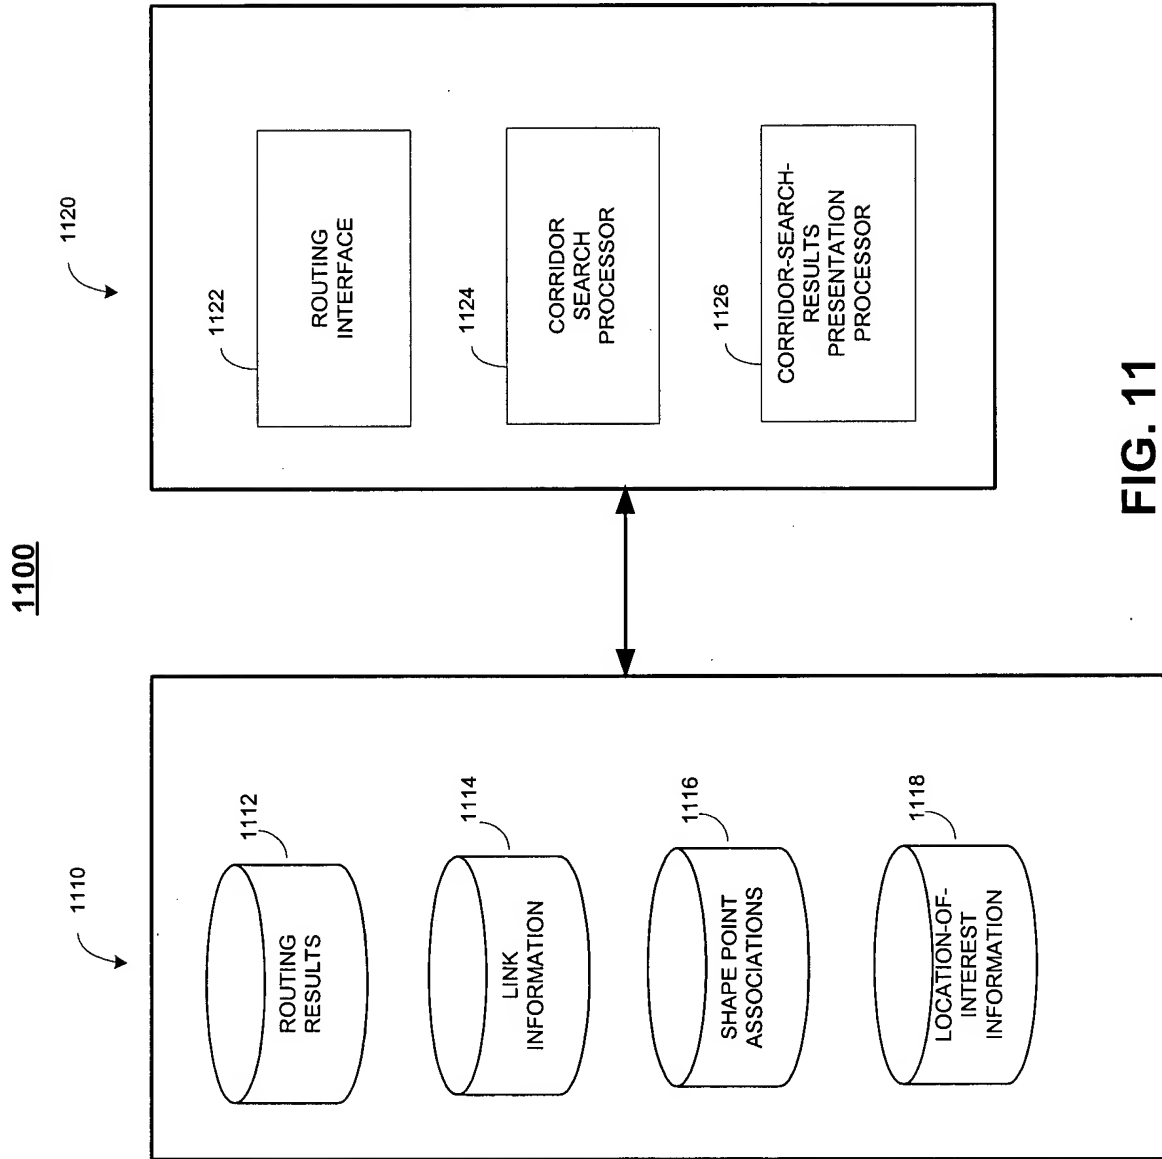 1100
1110
1112
ROUTING
RESULTS
1114
LINK
INFORMATION
1116
SHAPE POINT
ASSOCIATIONS
1118
LOCATION-OF-
INTEREST
INFORMATION
1120
1122
ROUTING
INTERFACE
1124
CORRIDOR
SEARCH
PROCESSOR
1126
CORRIDOR-SEARCH-
RESULTS
PRESENTATION
PROCESSOR
FIG. 11